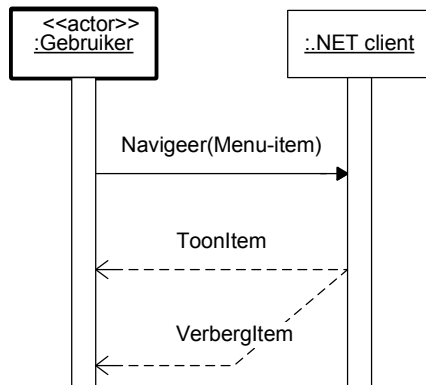 <<actor>>
:Gebruiker
:.NET client
Navigeer(Menu-item)
ToonItem
VerbergItem